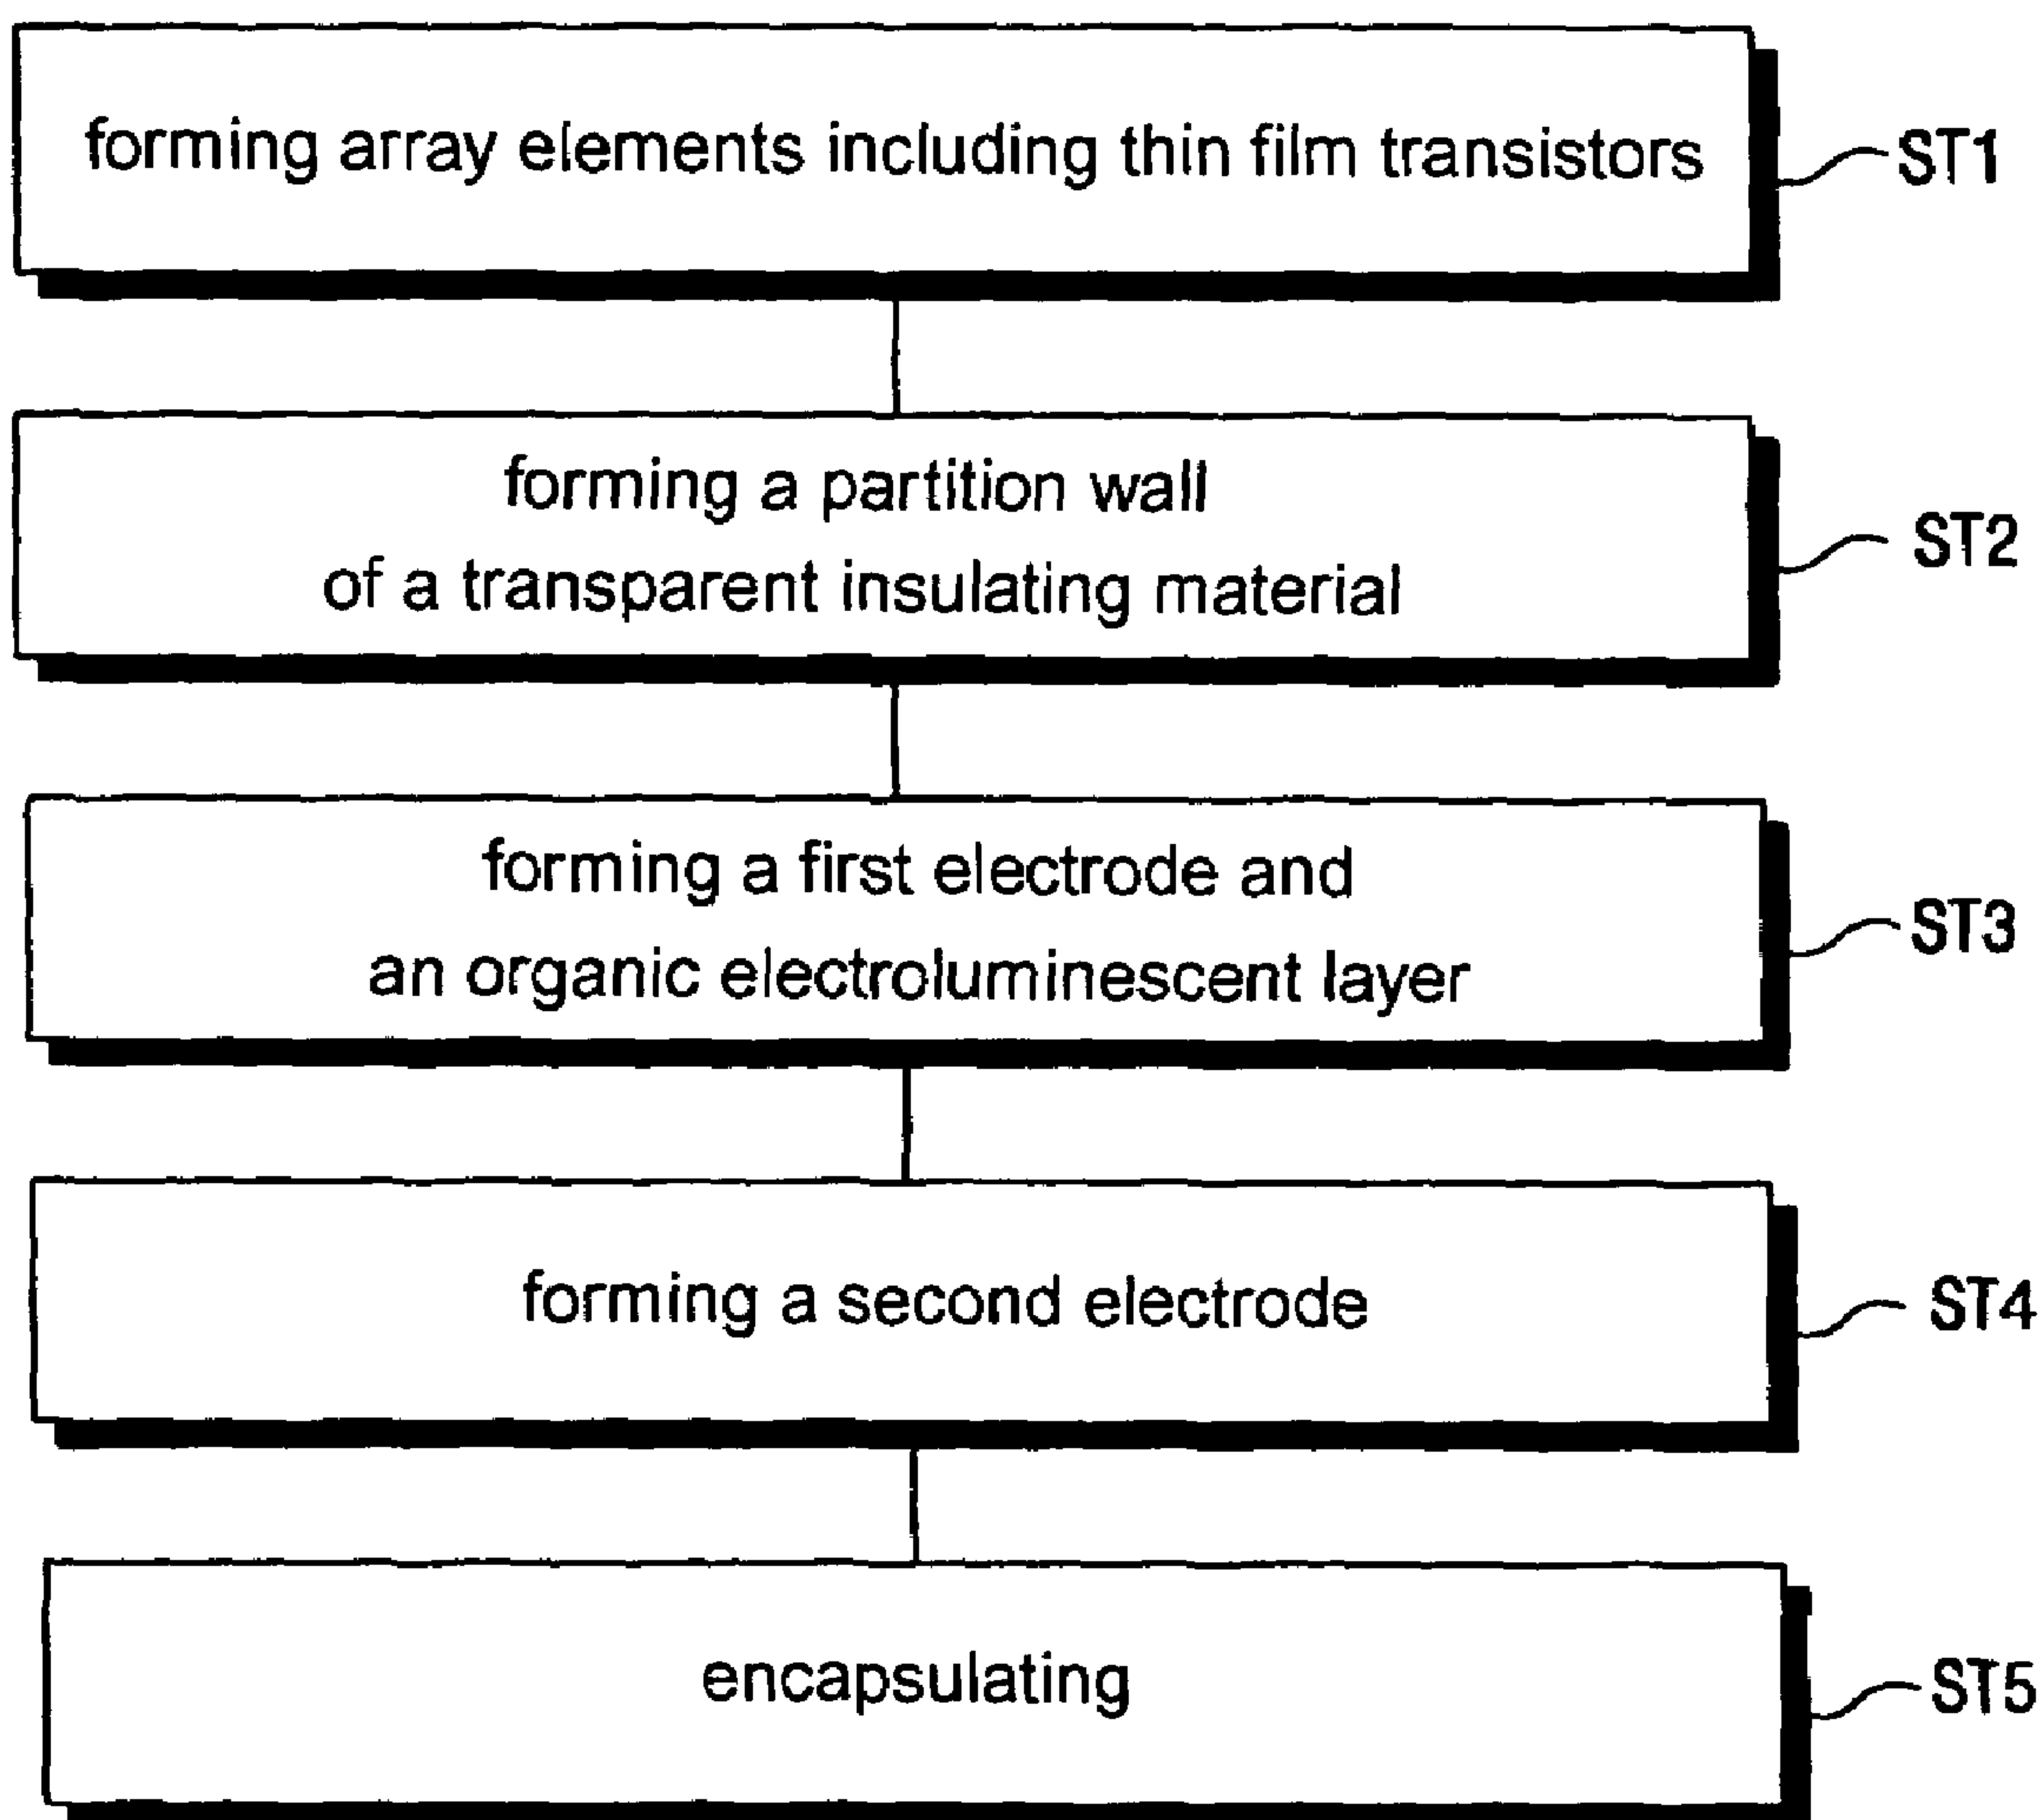 forming array elements including thin film transistors
ST1
forming a partition wall
of a transparent insulating material
ST2
forming a first electrode and
an organic electroluminescent layer
ST3
forming a second electrode
ST4
encapsulating
ST5